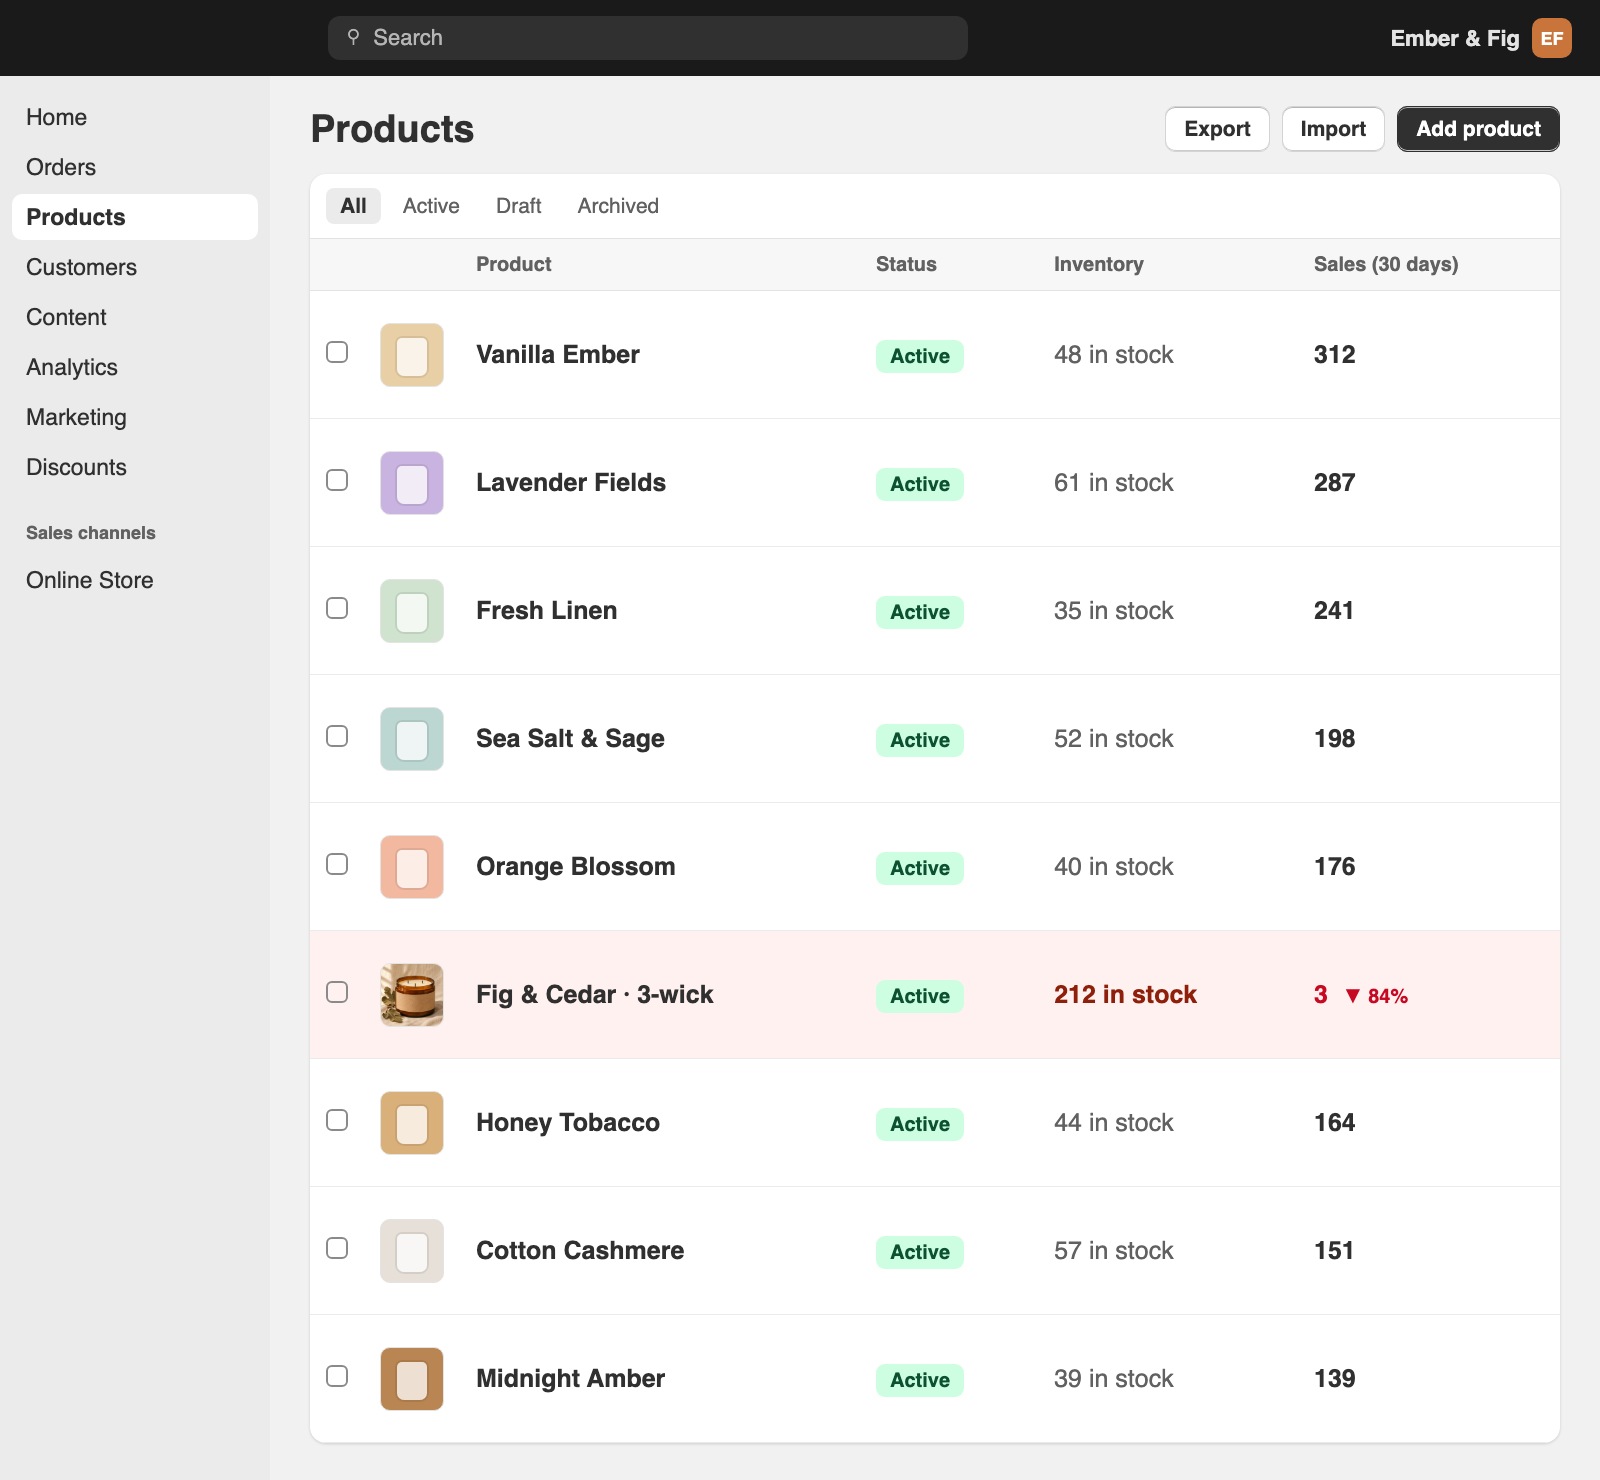 Search
Ember & Fig EF
Home
Orders
Products
Customers
Content
Analytics
Marketing
Discounts
Sales channels
Online Store
Products
Export Import Add product
All Active Draft Archived
Product Status Inventory Sales (30 days)
Vanilla Ember Active 48 in stock 312
Lavender Fields Active 61 in stock 287
Fresh Linen Active 35 in stock 241
Sea Salt & Sage Active 52 in stock 198
Orange Blossom Active 40 in stock 176
Fig & Cedar · 3-wick Active 212 in stock 3 ▼ 84%
Honey Tobacco Active 44 in stock 164
Cotton Cashmere Active 57 in stock 151
Midnight Amber Active 39 in stock 139